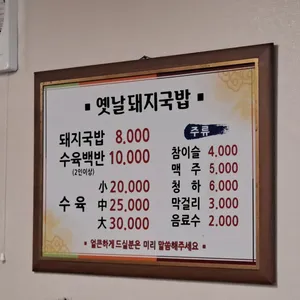 옛날돼지국밥
돼지국밥 8,000
수육백반 10,000
(2인이상)
小 20,000
수육 中 25,000
大 30,000
주류
참이슬 4,000
맥주 5,000
청하 6,000
막걸리 3,000
음료수 2,000
얼큰하게 드실분은 미리 말씀해주세요